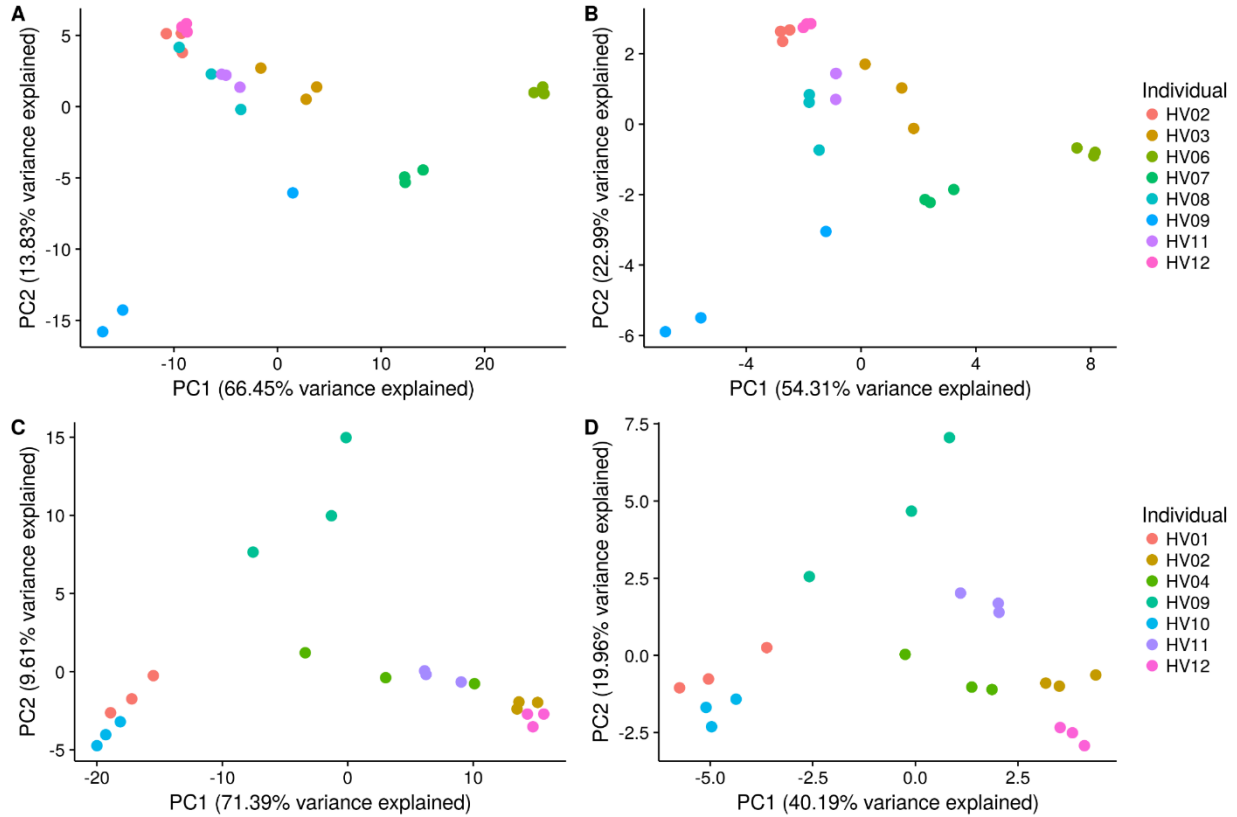 A
5
0
-5
-10
-15
-10
0
10
20
PC2 (13.83% variance explained)
PC1 (66.45% variance explained)
B
2
0
-2
-4
-6
-4
0
4
8
PC2 (22.99% variance explained)
PC1 (54.31% variance explained)
Individual
HV02
HV03
HV06
HV07
HV08
HV09
HV11
HV12
C
15
10
5
0
-5
-20
-10
0
10
PC2 (9.61% variance explained)
PC1 (71.39% variance explained)
D
7.5
5.0
2.5
0.0
-2.5
-5.0
-2.5
0.0
2.5
PC2 (19.96% variance explained)
PC1 (40.19% variance explained)
Individual
HV01
HV02
HV04
HV09
HV10
HV11
HV12